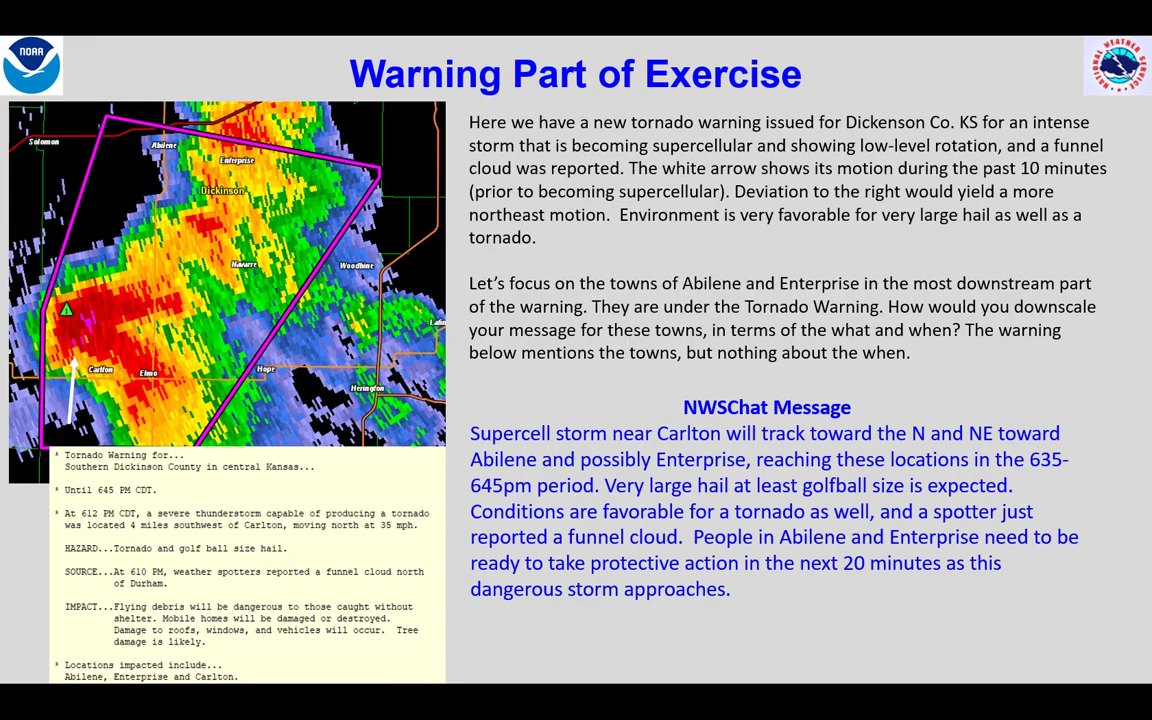 NOAA
Warning Part of Exercise
NATIONAL WEATHER SERVICE
Solomon
Abilene
Enterprise
Dickinson
Navarre
Woodbine
Carlton
Elmo
Hope
Herington
Here we have a new tornado warning issued for Dickenson Co. KS for an intense
storm that is becoming supercellular and showing low-level rotation, and a funnel
cloud was reported. The white arrow shows its motion during the past 10 minutes
(prior to becoming supercellular). Deviation to the right would yield a more
northeast motion.  Environment is very favorable for very large hail as well as a
tornado.
Let's focus on the towns of Abilene and Enterprise in the most downstream part
of the warning. They are under the Tornado Warning. How would you downscale
your message for these towns, in terms of the what and when? The warning
below mentions the towns, but nothing about the when.
NWSChat Message
Supercell storm near Carlton will track toward the N and NE toward
Abilene and possibly Enterprise, reaching these locations in the 635-
645pm period. Very large hail at least golfball size is expected.
Conditions are favorable for a tornado as well, and a spotter just
reported a funnel cloud.  People in Abilene and Enterprise need to be
ready to take protective action in the next 20 minutes as this
dangerous storm approaches.
* Tornado Warning for...
Southern Dickinson County in central Kansas...
* Until 645 PM CDT.
* At 612 PM CDT, a severe thunderstorm capable of producing a tornado
was located 4 miles southwest of Carlton, moving north at 35 mph.
HAZARD...Tornado and golf ball size hail.
SOURCE...At 610 PM, weather spotters reported a funnel cloud north
of Durham.
IMPACT...Flying debris will be dangerous to those caught without
shelter. Mobile homes will be damaged or destroyed.
Damage to roofs, windows, and vehicles will occur.  Tree
damage is likely.
* Locations impacted include...
Abilene, Enterprise and Carlton.